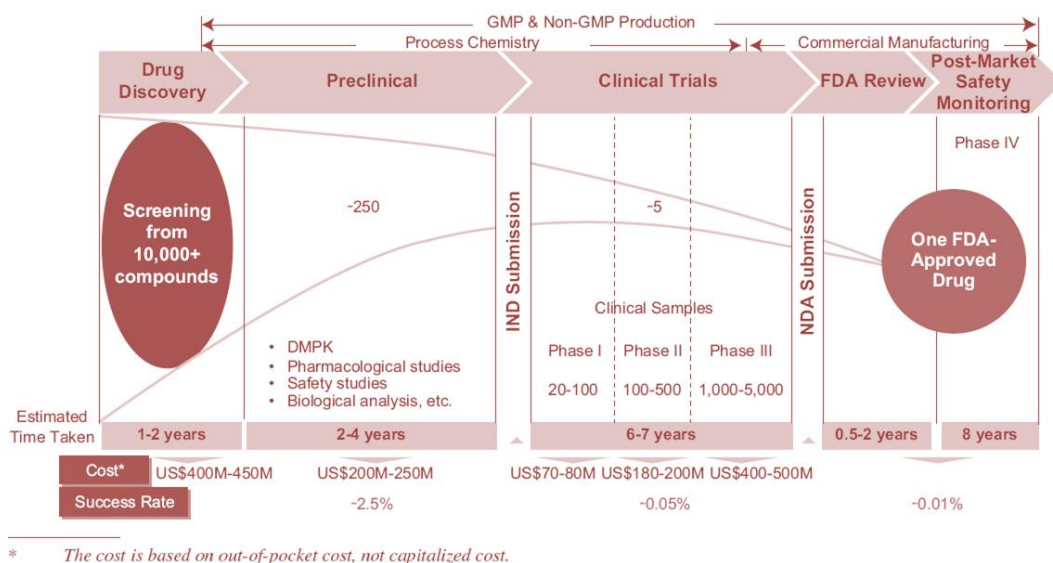 GMP & Non-GMP Production
Process Chemistry
Commercial Manufacturing
Drug
Discovery
Preclinical
Clinical Trials
FDA Review
Post-Market
Safety
Monitoring
Phase IV
Screening
from
10,000+
compounds
~250
IND Submission
~5
NDA Submission
One FDA-
Approved
Drug
Clinical Samples
• DMPK
• Pharmacological studies
• Safety studies
• Biological analysis, etc.
Phase I
Phase II
Phase III
20-100
100-500
1,000-5,000
Estimated
Time Taken
1-2 years
2-4 years
6-7 years
0.5-2 years
8 years
Cost*
US$400M-450M
US$200M-250M
US$70-80M
US$180-200M
US$400-500M
Success Rate
~2.5%
~0.05%
~0.01%
* The cost is based on out-of-pocket cost, not capitalized cost.